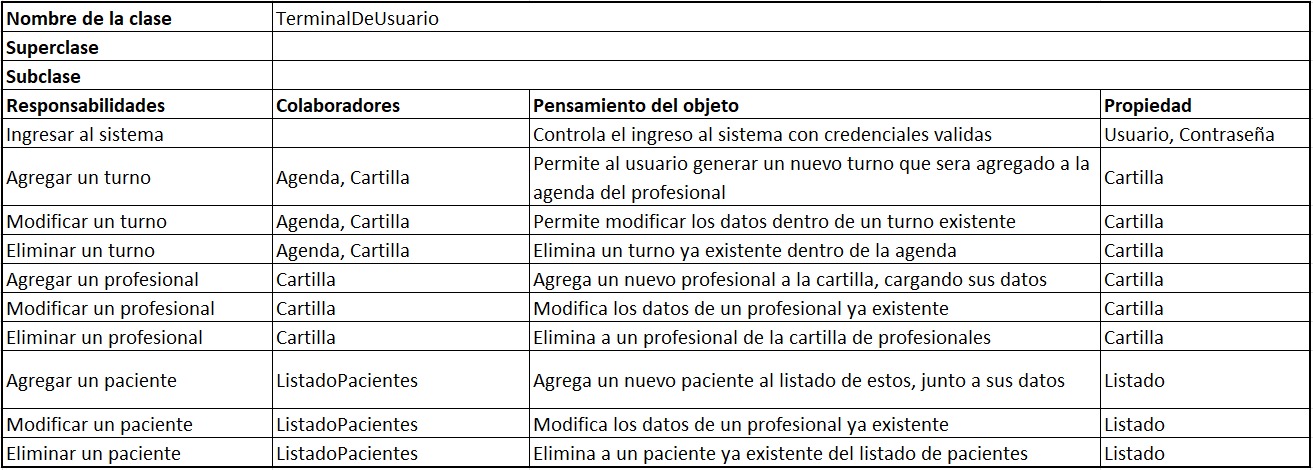 Nombre de la clase TerminalDeUsuario
Superclase
Subclase
Responsabilidades Colaboradores Pensamiento del objeto Propiedad
Ingresar al sistema Controla el ingreso al sistema con credenciales validas Usuario, Contraseña
Agregar un turno Agenda, Cartilla Permite al usuario generar un nuevo turno que sera agregado a la agenda del profesional Cartilla
Modificar un turno Agenda, Cartilla Permite modificar los datos dentro de un turno existente Cartilla
Eliminar un turno Agenda, Cartilla Elimina un turno ya existente dentro de la agenda Cartilla
Agregar un profesional Cartilla Agrega un nuevo profesional a la cartilla, cargando sus datos Cartilla
Modificar un profesional Cartilla Modifica los datos de un profesional ya existente Cartilla
Eliminar un profesional Cartilla Elimina a un profesional de la cartilla de profesionales Cartilla
Agregar un paciente ListadoPacientes Agrega un nuevo paciente al listado de estos, junto a sus datos Listado
Modificar un paciente ListadoPacientes Modifica los datos de un profesional ya existente Listado
Eliminar un paciente ListadoPacientes Elimina a un paciente ya existente del listado de pacientes Listado